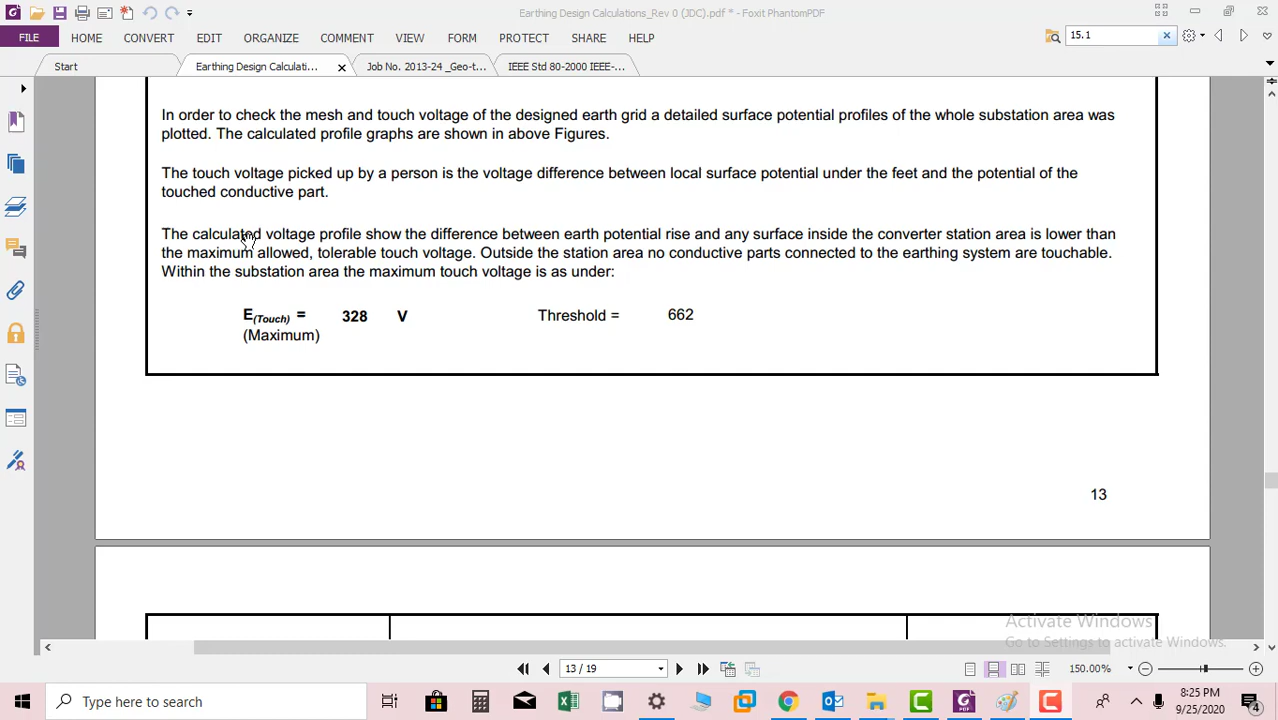 Earthing Design Calculations_Rev 0 (JDC).pdf * - Foxit PhantomPDF
FILE HOME CONVERT EDIT ORGANIZE COMMENT VIEW FORM PROTECT SHARE HELP
15.1
Start
Earthing Design Calculati...
Job No. 2013-24 _Geo-t...
IEEE Std 80-2000 IEEE-...
In order to check the mesh and touch voltage of the designed earth grid a detailed surface potential profiles of the whole substation area was
plotted. The calculated profile graphs are shown in above Figures.
The touch voltage picked up by a person is the voltage difference between local surface potential under the feet and the potential of the
touched conductive part.
The calculated voltage profile show the difference between earth potential rise and any surface inside the converter station area is lower than
the maximum allowed, tolerable touch voltage. Outside the station area no conductive parts connected to the earthing system are touchable.
Within the substation area the maximum touch voltage is as under:
E(Touch) = 328 V Threshold = 662
(Maximum)
13
Activate Windows
Go to Settings to activate Windows.
13 / 19
150.00%
Type here to search
8:25 PM
9/25/2020
4